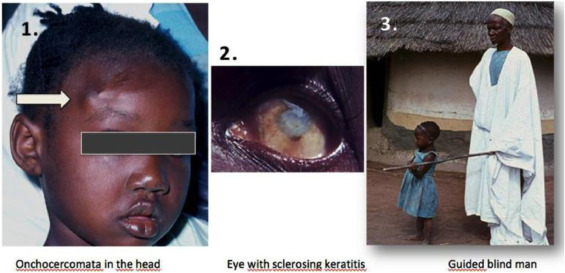 1.
2.
3.
Onchocercomata in the head
Eye with sclerosing keratitis
Guided blind man